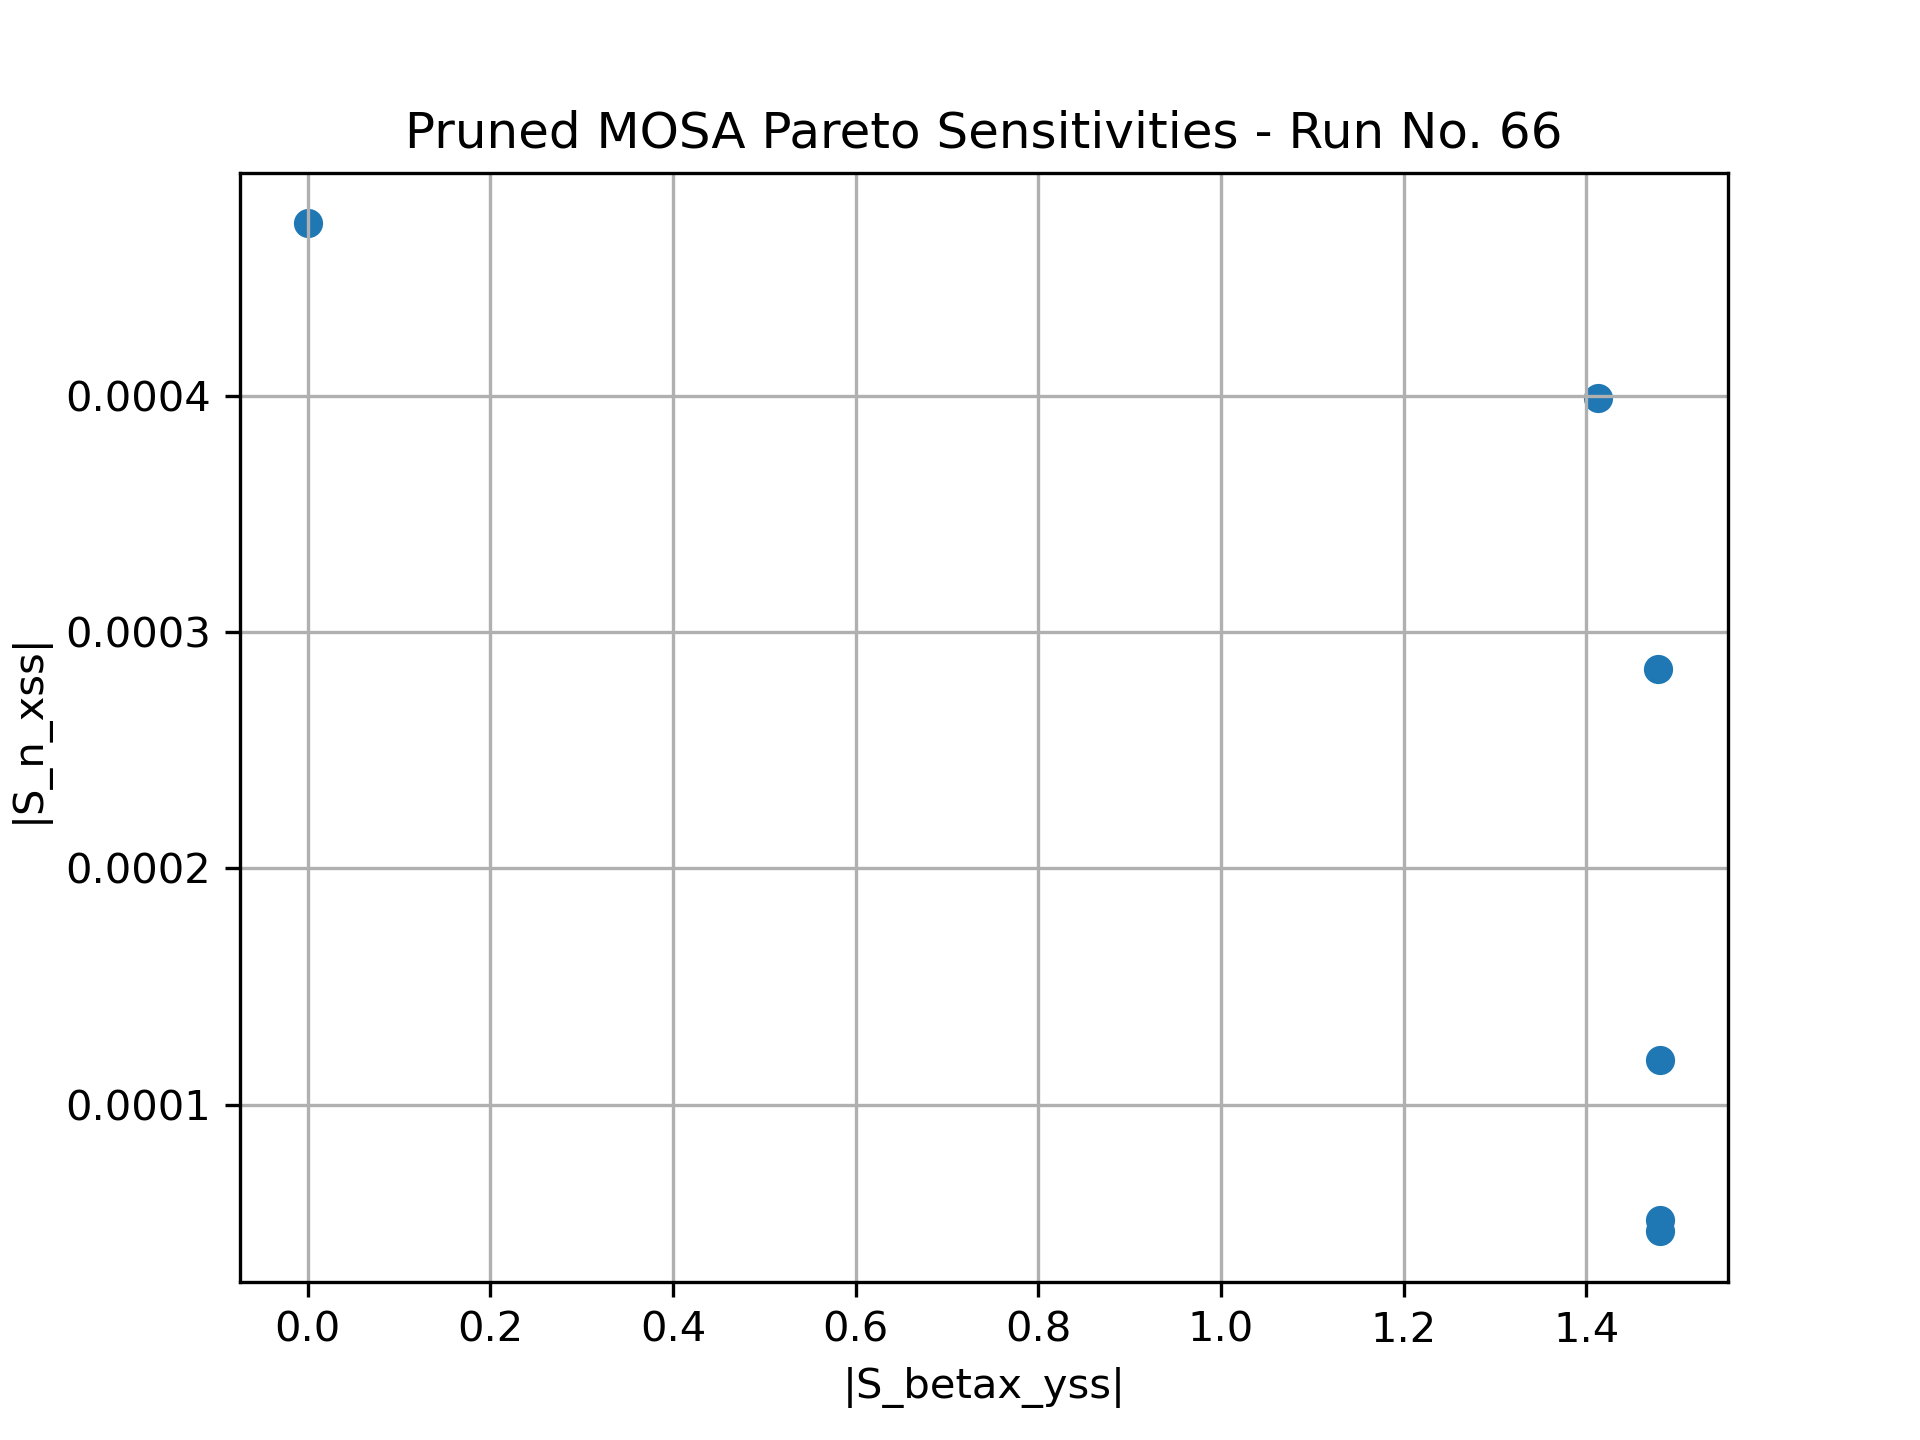 Pruned MOSA Pareto Sensitivities - Run No. 66
|S_n_xss|
0.0004
0.0003
0.0002
0.0001
0.0 0.2 0.4 0.6 0.8 1.0 1.2 1.4
|S_betax_yss|